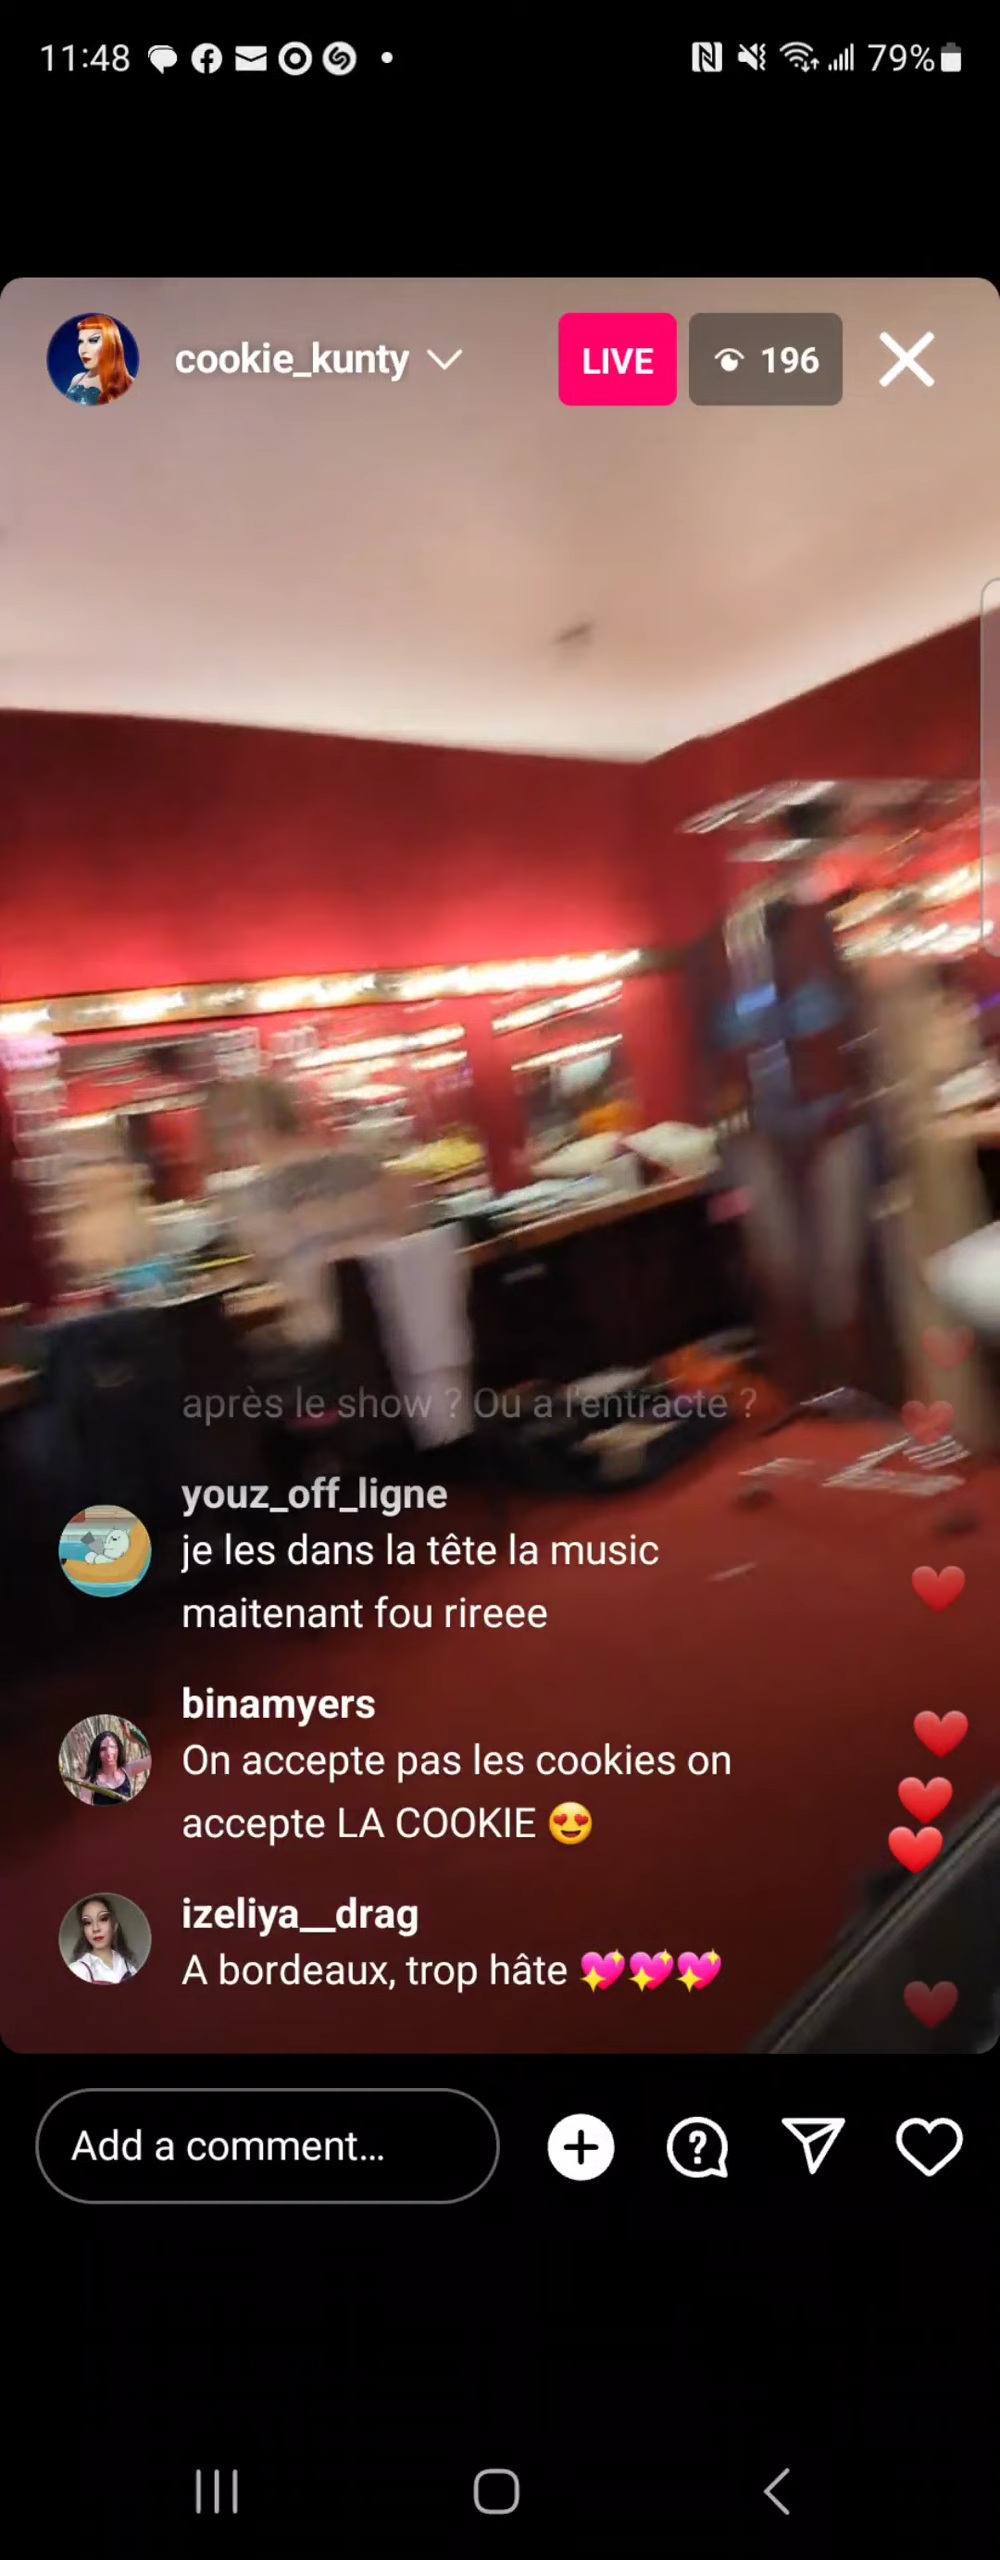 11:48
79%
cookie_kunty
LIVE
196
après le show ? Ou a l'entracte ?
youz_off_ligne
je les dans la tête la music
maitenant fou rireee
binamyers
On accepte pas les cookies on
accepte LA COOKIE 😍
izeliya__drag
A bordeaux, trop hâte 💖💖💖
Add a comment...